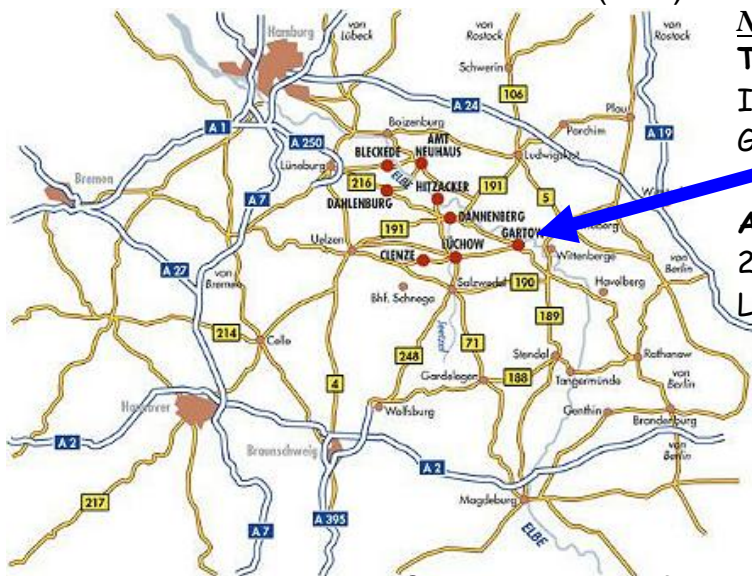 von
Lübeck
Hamburg
von
Rostock
von
Rostock
Schwerin
106
A 24
Plau
A 1
A 250
Boizenburg
AMT
NEUHAUS
Parchim
A 19
BLECKEDE
Ludwigslust
Lüneburg
216
ELBE
HITZACKER
191
5
Bremen
A 7
DAHLENBURG
DANNENBERG
191
GARTOW
Uelzen
LÜCHOW
Wittenberge
CLENZE
A 27
von
Bremen
Salzwedel
190
Havelberg
von
Berlin
Bhf. Schnega
189
214
Jeetzel
Celle
71
248
Stendal
Rathenow
4
Gardelegen
188
Tangermünde
von
Berlin
Hannover
Wolfsburg
Genthin
Brandenburg
A 2
Braunschweig
von
Berlin
A 2
217
Magdeburg
A 7
A 395
ELBE